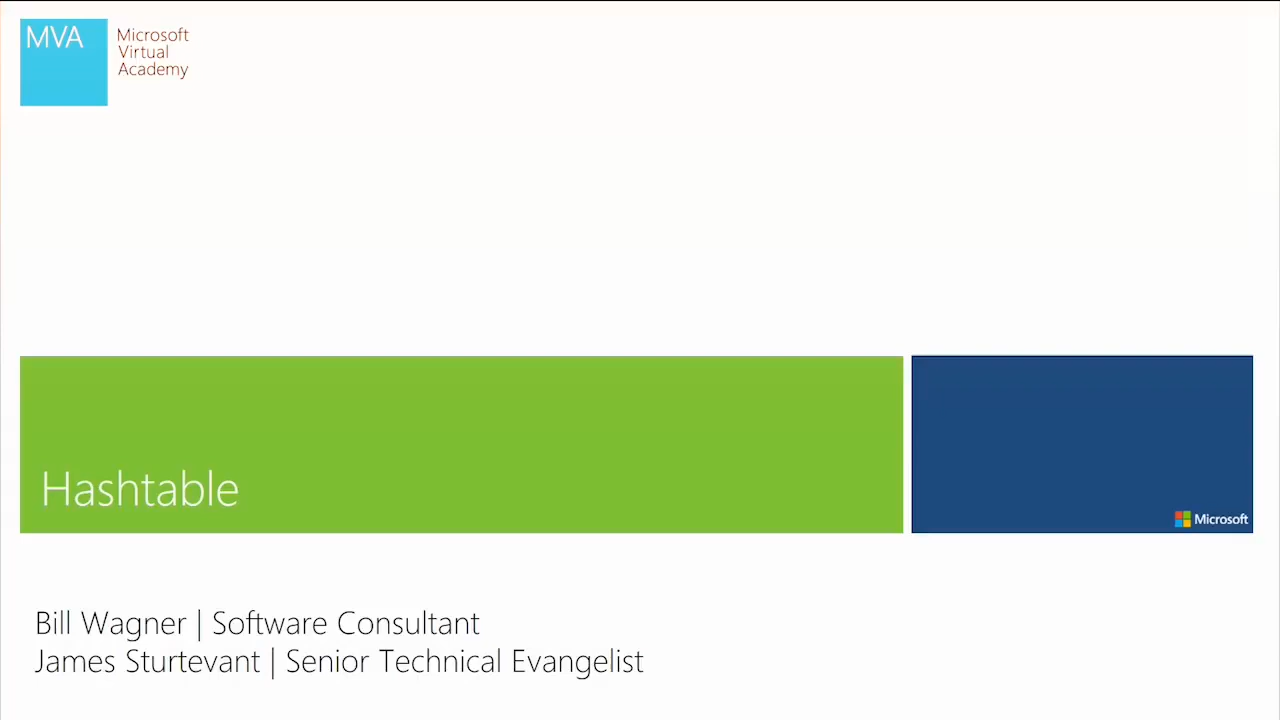 MVA
Microsoft
Virtual
Academy
Hashtable
Microsoft
Bill Wagner | Software Consultant
James Sturtevant | Senior Technical Evangelist